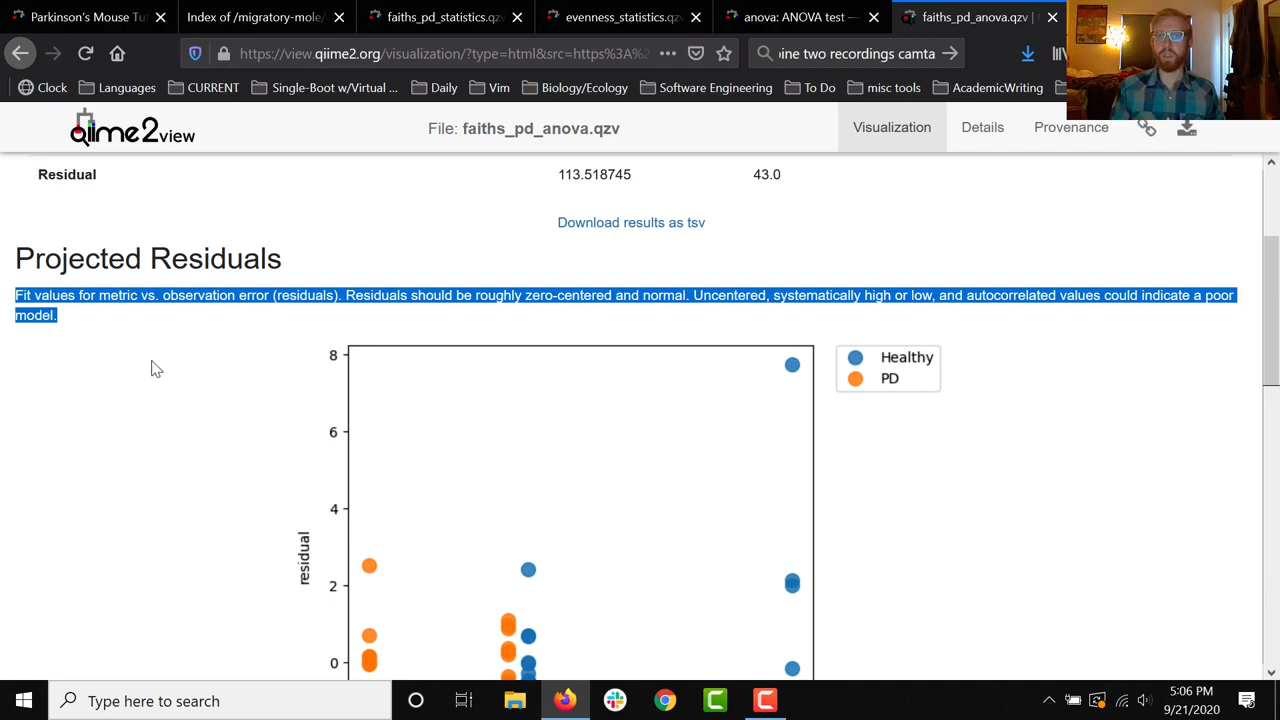 Parkinson's Mouse Tut
Index of /migratory-mole/
faiths_pd_statistics.qzv
evenness_statistics.qzv
anova: ANOVA test —
faiths_pd_anova.qzv |
https://view.qiime2.org/visualization/?type=html&src=https%3A%2
ine two recordings camta
Clock
Languages
CURRENT
Single-Boot w/Virtual ...
Daily
Vim
Biology/Ecology
Software Engineering
To Do
misc tools
AcademicWriting
qiime2view
File: faiths_pd_anova.qzv
Visualization
Details
Provenance
Residual 113.518745 43.0
Download results as tsv
Projected Residuals
Fit values for metric vs. observation error (residuals). Residuals should be roughly zero-centered and normal. Uncentered, systematically high or low, and autocorrelated values could indicate a poor
model.
8
6
4
2
0
residual
Healthy
PD
Type here to search
5:06 PM
9/21/2020